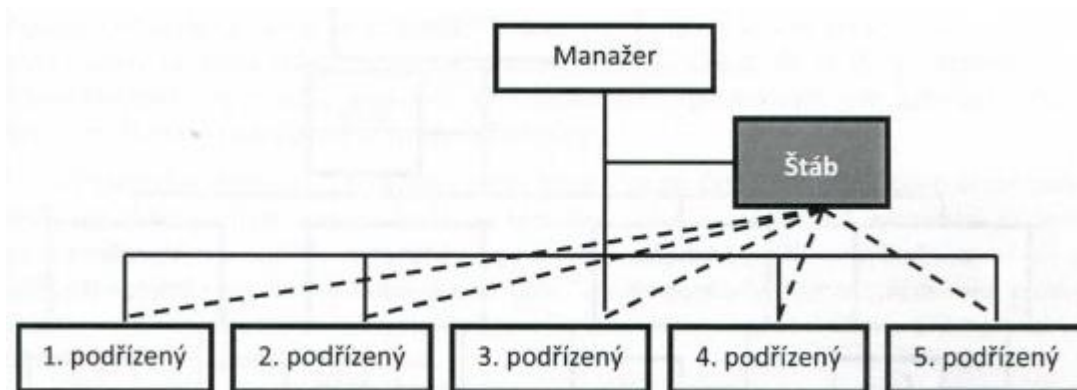 Manažer
Štáb
1. podřízený
2. podřízený
3. podřízený
4. podřízený
5. podřízený